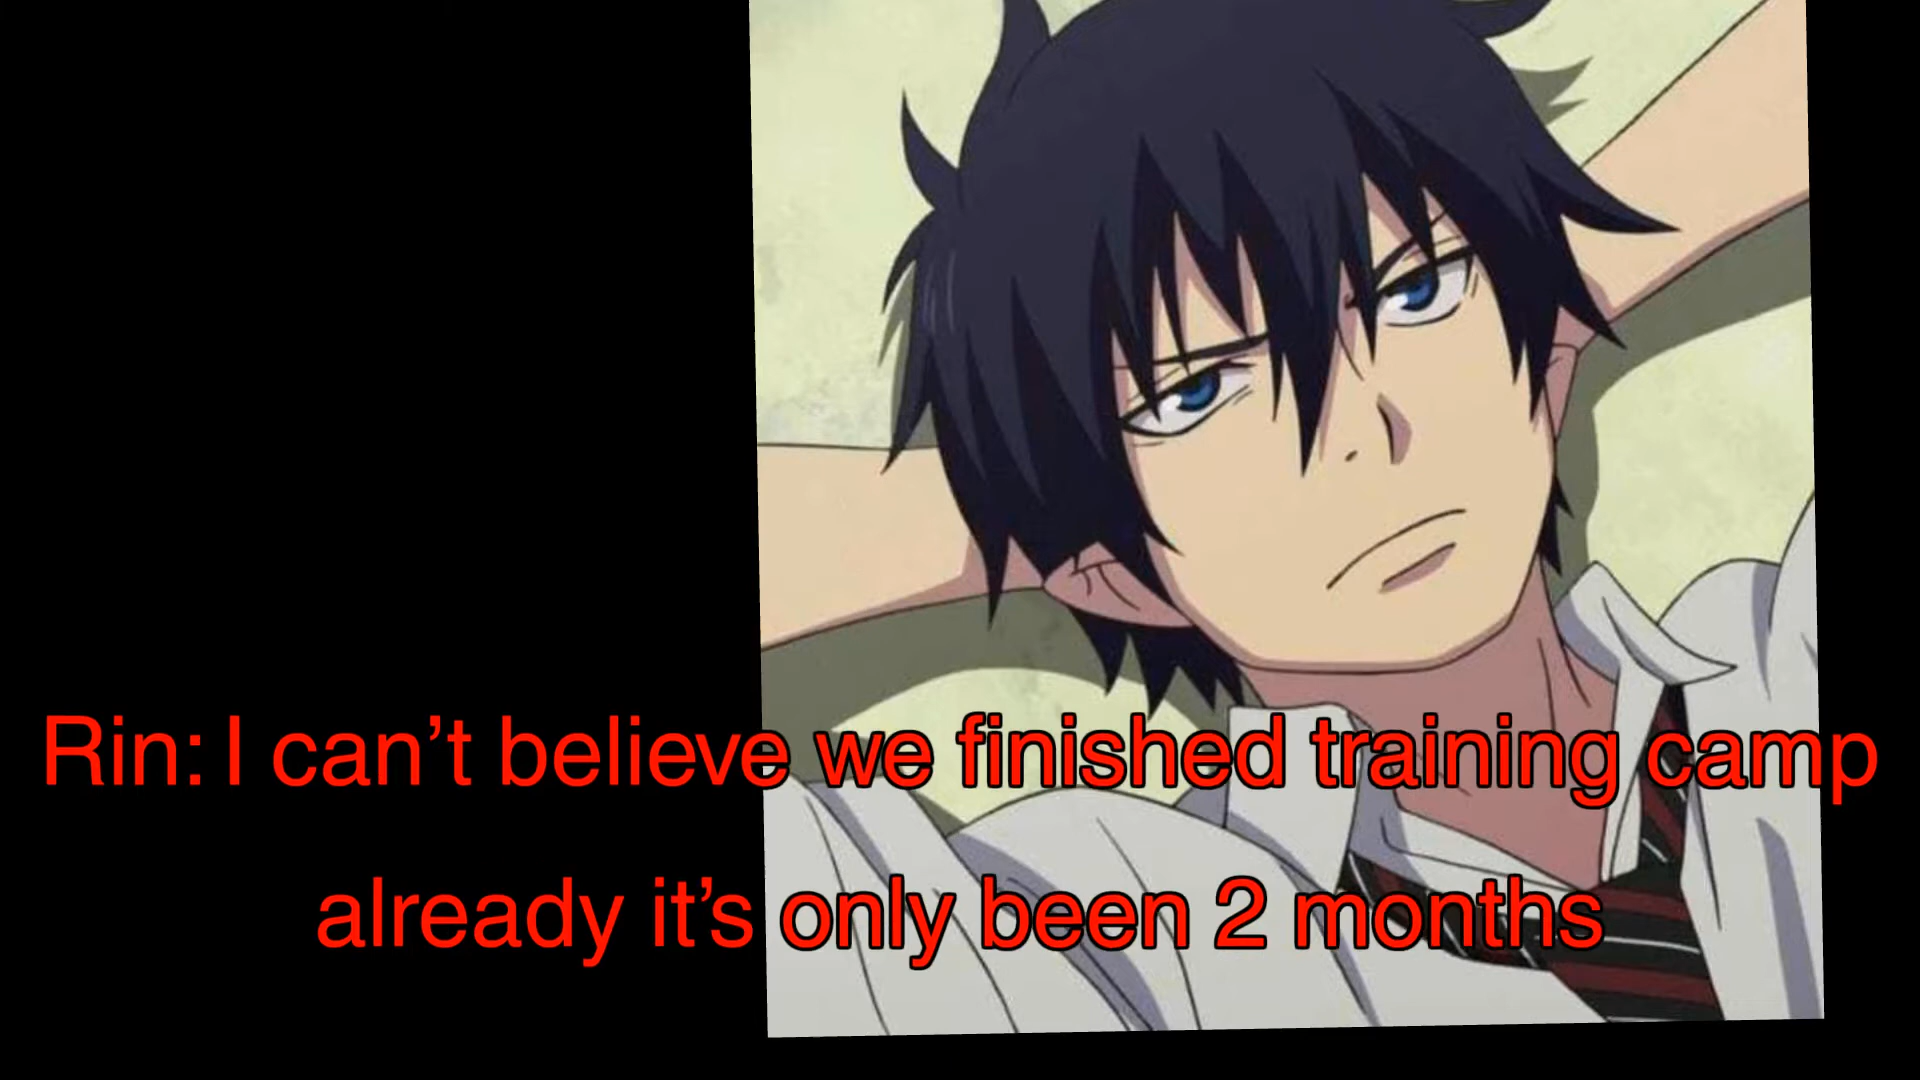 Rin: I can’t believe we finished training camp
already it’s only been 2 months